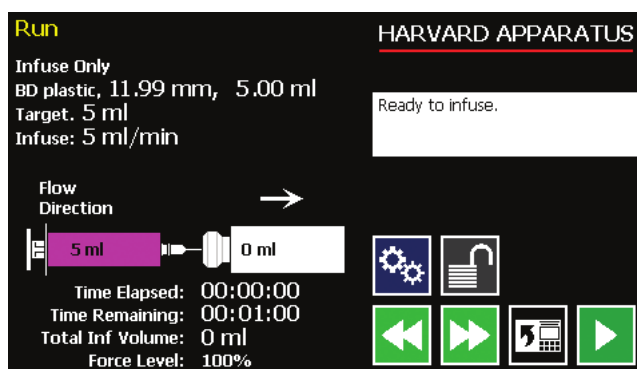 Run
HARVARD APPARATUS
Infuse Only
BD plastic, 11.99 mm, 5.00 ml
Target. 5 ml
Infuse: 5 ml/min
Ready to infuse.
Flow
Direction
5 ml
0 ml
Time Elapsed: 00:00:00
Time Remaining: 00:01:00
Total Inf Volume: 0 ml
Force Level: 100%